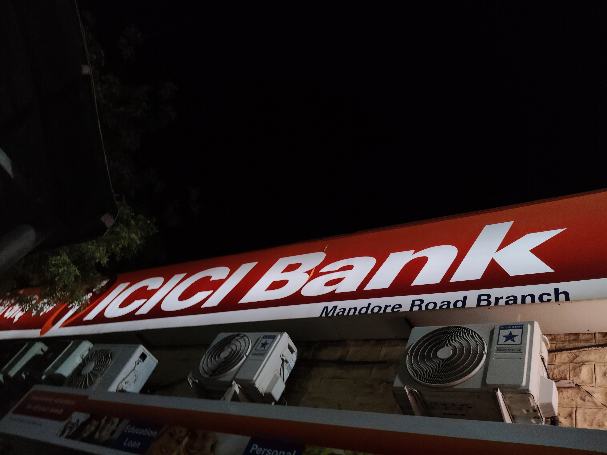 ICICI Bank
Mandore Road Branch
Education
Loan
Personal